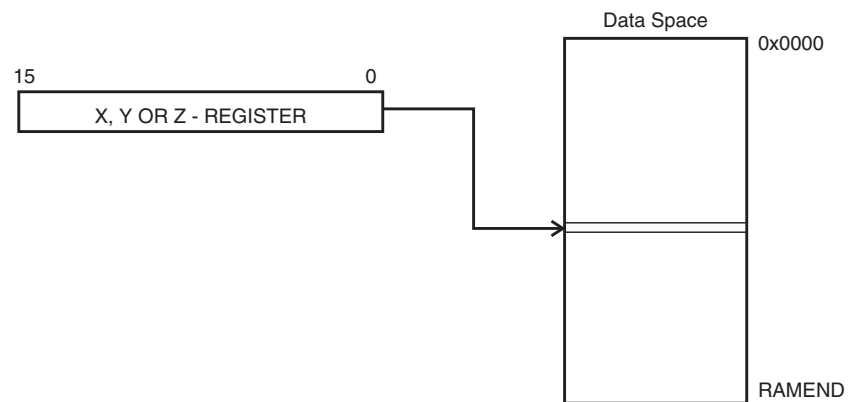 Data Space
0x0000
15 0
X, Y OR Z - REGISTER
RAMEND